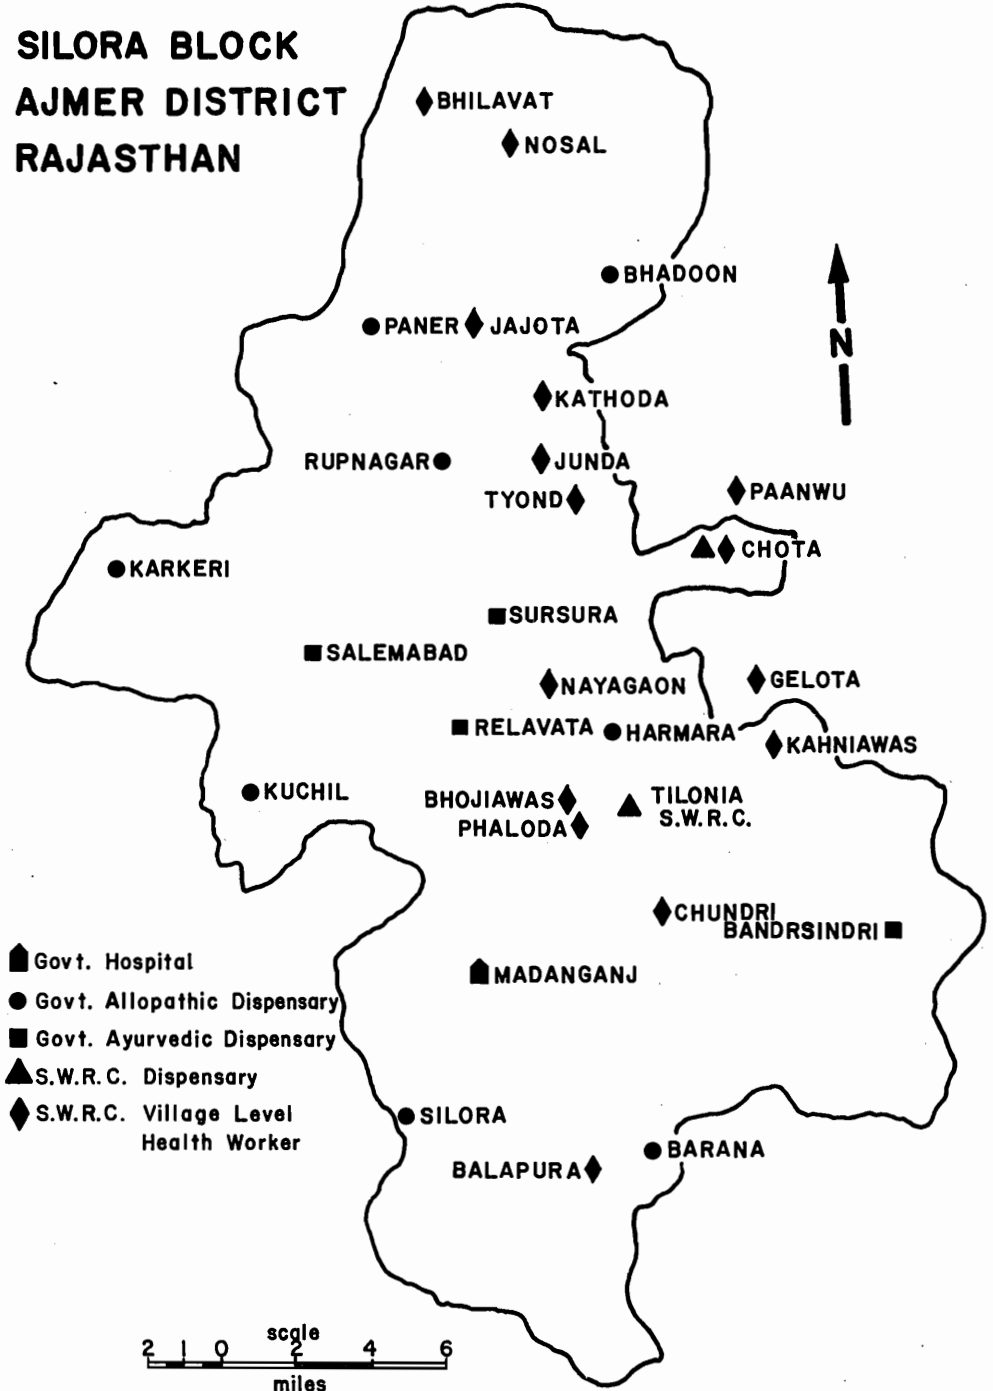 SILORA BLOCK
AJMER DISTRICT
RAJASTHAN
BHILAVAT
NOSAL
BHADOON
PANER
JAJOTA
N
KATHODA
RUPNAGAR
JUNDA
TYOND
PAANWU
CHOTA
KARKERI
SURSURA
SALEMABAD
NAYAGAON
GELOTA
RELAVATA
HARMARA
KAHNIAWAS
KUCHIL
BHOJIAWAS
TILONIA
S.W.R.C.
PHALODA
CHUNDRI
BANDRSINDRI
MADANGANJ
Govt. Hospital
Govt. Allopathic Dispensary
Govt. Ayurvedic Dispensary
S.W.R.C. Dispensary
S.W.R.C. Village Level
Health Worker
SILORA
BARANA
BALAPURA
scale
2 1 0 2 4 6
miles